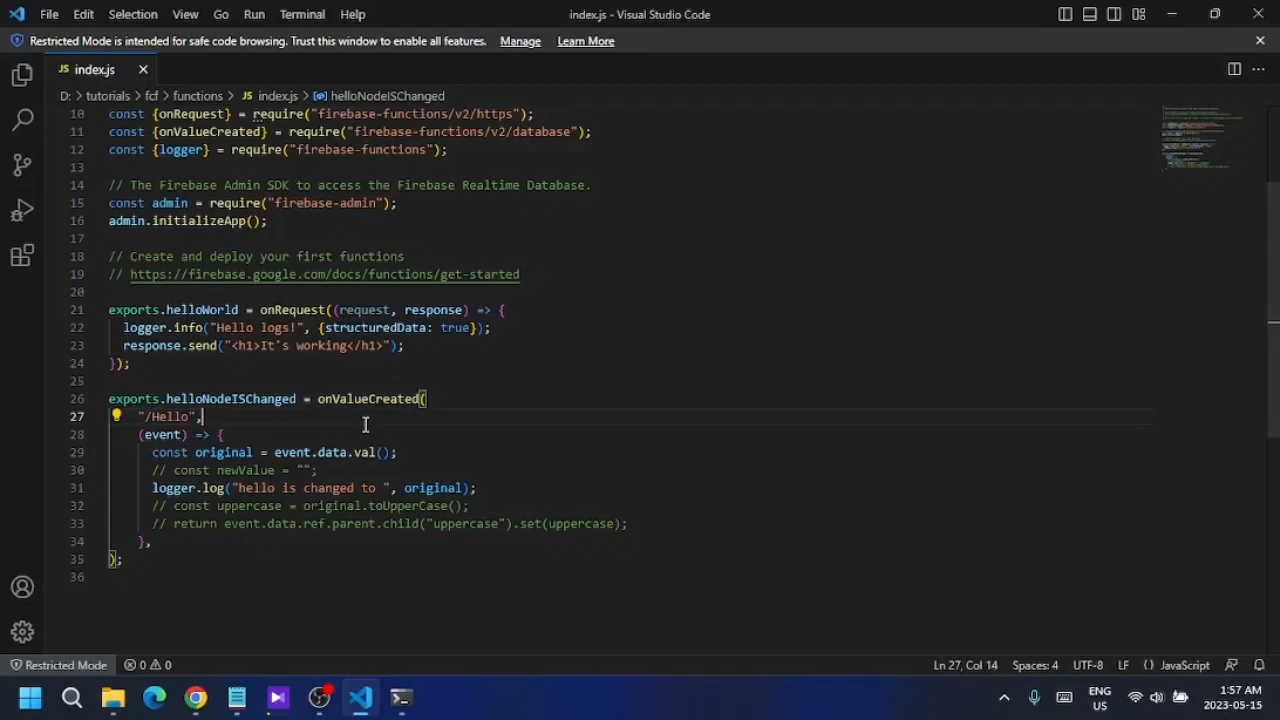 File Edit Selection View Go Run Terminal Help index.js - Visual Studio Code
Restricted Mode is intended for safe code browsing. Trust this window to enable all features. Manage Learn More
JS index.js
D: > tutorials > fcf > functions > JS index.js > helloNodeISChanged
10 const {onRequest} = require("firebase-functions/v2/https");
11 const {onValueCreated} = require("firebase-functions/v2/database");
12 const {logger} = require("firebase-functions");
13
14 // The Firebase Admin SDK to access the Firebase Realtime Database.
15 const admin = require("firebase-admin");
16 admin.initializeApp();
17
18 // Create and deploy your first functions
19 // https://firebase.google.com/docs/functions/get-started
20
21 exports.helloWorld = onRequest((request, response) => {
22 logger.info("Hello logs!", {structuredData: true});
23 response.send("<h1>It's working</h1>");
24 });
25
26 exports.helloNodeISChanged = onValueCreated(
27 "/Hello",
28 (event) => {
29 const original = event.data.val();
30 // const newValue = "";
31 logger.log("hello is changed to ", original);
32 // const uppercase = original.toUpperCase();
33 // return event.data.ref.parent.child("uppercase").set(uppercase);
34 },
35 );
36
Restricted Mode 0 0 Ln 27, Col 14 Spaces: 4 UTF-8 LF {} JavaScript
ENG US 1:57 AM 2023-05-15